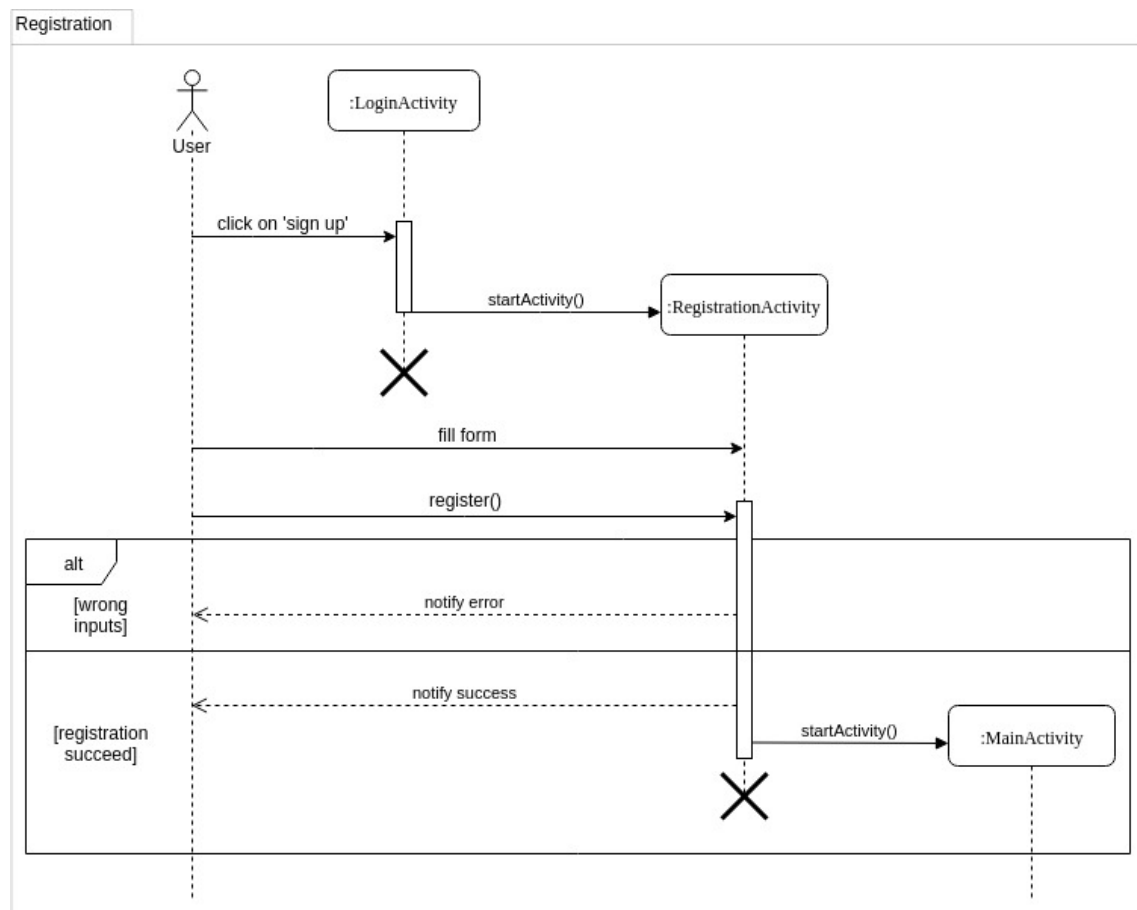 Registration
:LoginActivity
User
click on 'sign up'
startActivity()
:RegistrationActivity
fill form
register()
alt
[wrong
inputs]
notify error
notify success
[registration
succeed]
startActivity()
:MainActivity